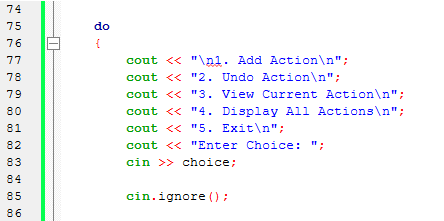 74
75 do
76 {
77 cout << "\n1. Add Action\n";
78 cout << "2. Undo Action\n";
79 cout << "3. View Current Action\n";
80 cout << "4. Display All Actions\n";
81 cout << "5. Exit\n";
82 cout << "Enter Choice: ";
83 cin >> choice;
84
85 cin.ignore();
86